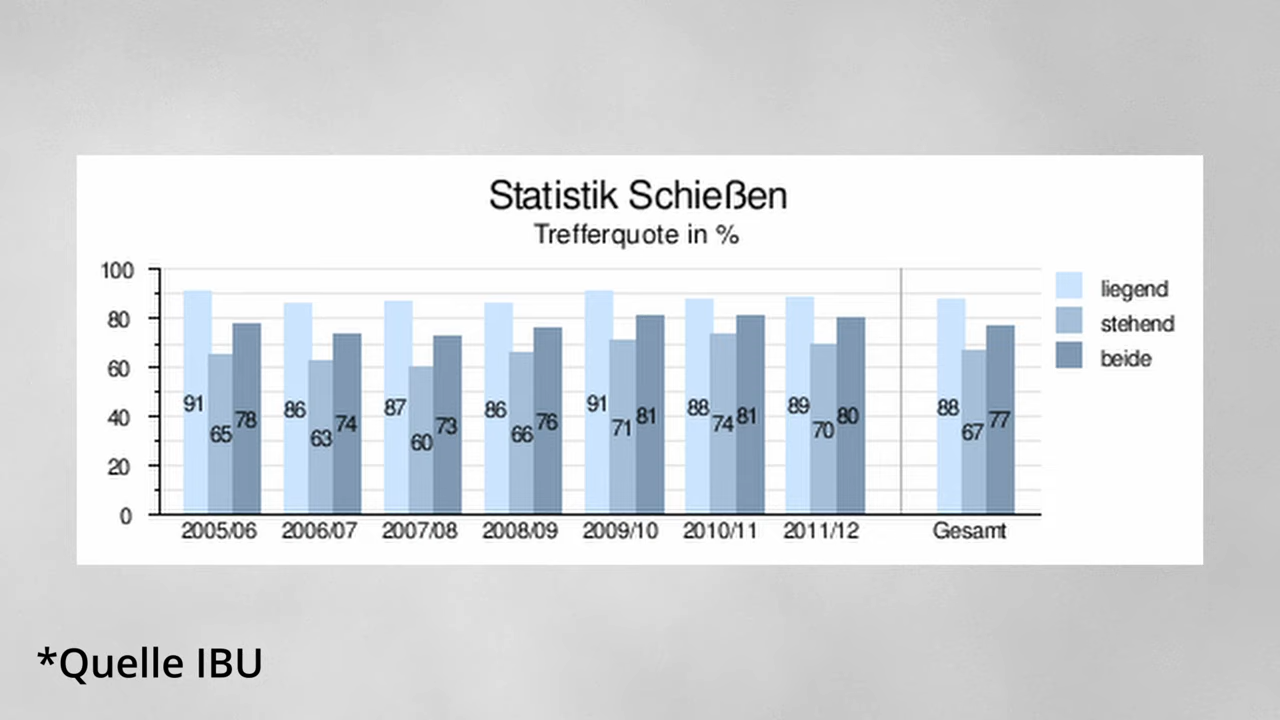 Statistik Schießen
Trefferquote in %
100
80
60
40
20
0
91 65 78
86 63 74
87 60 73
86 66 76
91 71 81
88 74 81
89 70 80
88 67 77
2005/06 2006/07 2007/08 2008/09 2009/10 2010/11 2011/12 Gesamt
liegend
stehend
beide
*Quelle IBU